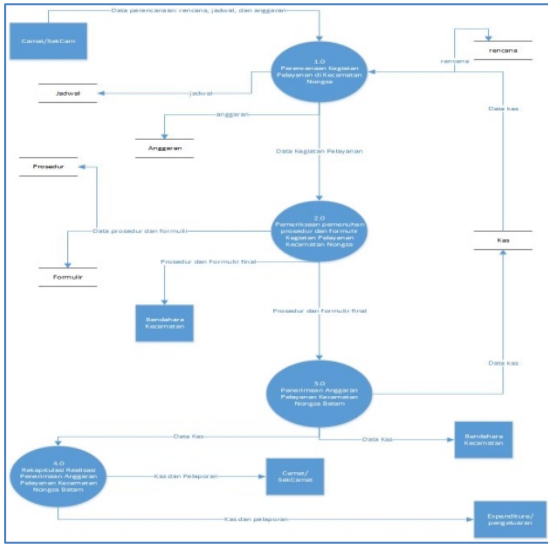 Data perencanaan: rencana, jadwal, dan anggaran
Camat/SekCam
1.0
Perencanaan Kegiatan
Pelayanan di Kecamatan
Nongsa
rencana
rencana
Jadwal
jadwal
Data kas
anggaran
Anggaran
Data Kegiatan Pelayanan
Prosedur
2.0
Pemeriksaan pemenuhan
prosedur dan formulir
Kegiatan Pelayanan
Kecamatan Nongsa
Data prosedur dan formulir
Kas
Formulir
Prosedur dan Formulir final
Bendahara
Kecamatan
Prosedur dan Formulir final
Data Kas
3.0
Penerimaan Anggaran
Pelayanan Kecamatan
Nongsa Batam
Data Kas
Data Kas
Bendahara
Kecamatan
4.0
Rekapitulasi Realisasi
Penerimaan Anggaran
Pelayanan Kecamatan
Nongsa Batam
Kas dan Pelaporan
Camat/
SekCamat
Kas dan pelaporan
Expenditure/
pengeluaran